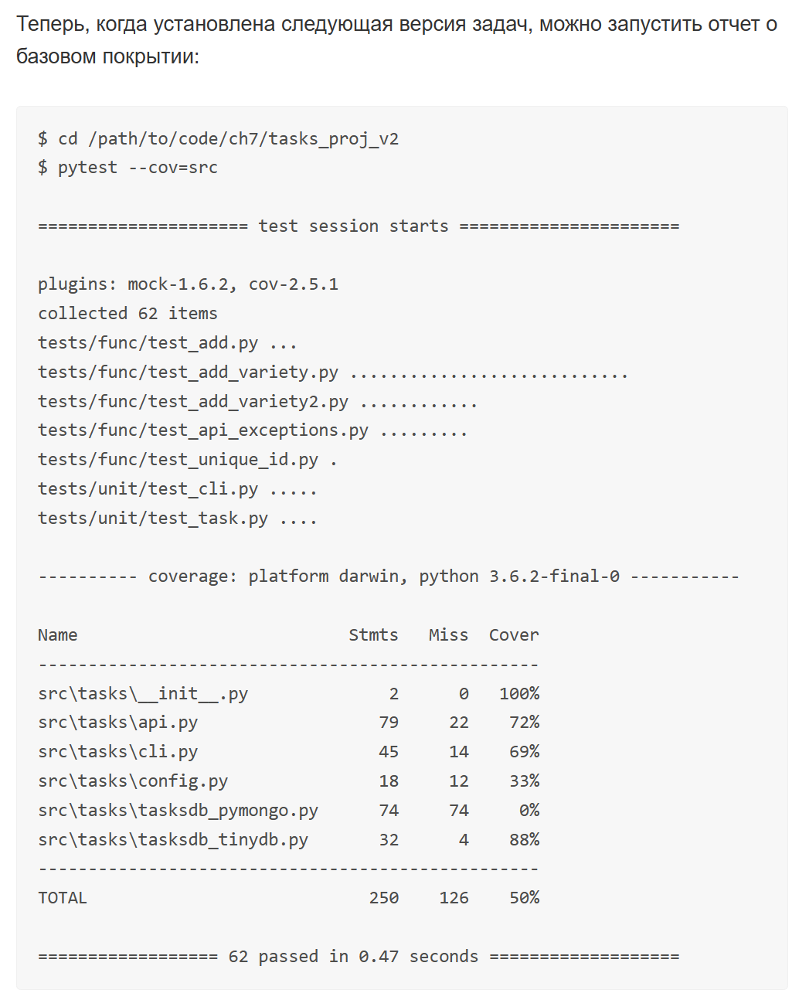 Теперь, когда установлена следующая версия задач, можно запустить отчет о
базовом покрытии:
$ cd /path/to/code/ch7/tasks_proj_v2
$ pytest --cov=src
===================== test session starts ======================
plugins: mock-1.6.2, cov-2.5.1
collected 62 items
tests/func/test_add.py ...
tests/func/test_add_variety.py ............................
tests/func/test_add_variety2.py ............
tests/func/test_api_exceptions.py .........
tests/func/test_unique_id.py .
tests/unit/test_cli.py .....
tests/unit/test_task.py ....
---------- coverage: platform darwin, python 3.6.2-final-0 -----------
Name                           Stmts   Miss  Cover
--------------------------------------------------
src\tasks\__init__.py              2      0   100%
src\tasks\api.py                  79     22    72%
src\tasks\cli.py                  45     14    69%
src\tasks\config.py               18     12    33%
src\tasks\tasksdb_pymongo.py      74     74     0%
src\tasks\tasksdb_tinydb.py       32      4    88%
--------------------------------------------------
TOTAL                            250    126    50%
================== 62 passed in 0.47 seconds ===================